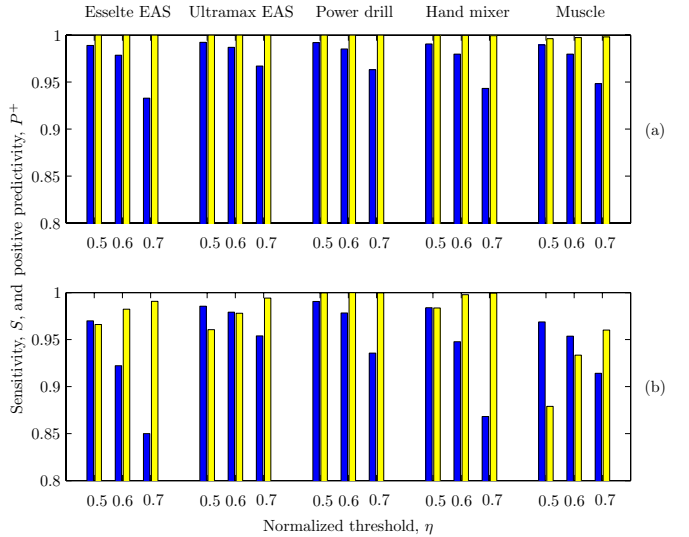 Esselte EAS Ultramax EAS Power drill Hand mixer Muscle
1
0.95
0.9
0.85
0.8
(a)
0.5 0.6 0.7 0.5 0.6 0.7 0.5 0.6 0.7 0.5 0.6 0.7 0.5 0.6 0.7
Sensitivity, S, and positive predictivity, P⁺
1
0.95
0.9
0.85
0.8
(b)
0.5 0.6 0.7 0.5 0.6 0.7 0.5 0.6 0.7 0.5 0.6 0.7 0.5 0.6 0.7
Normalized threshold, η